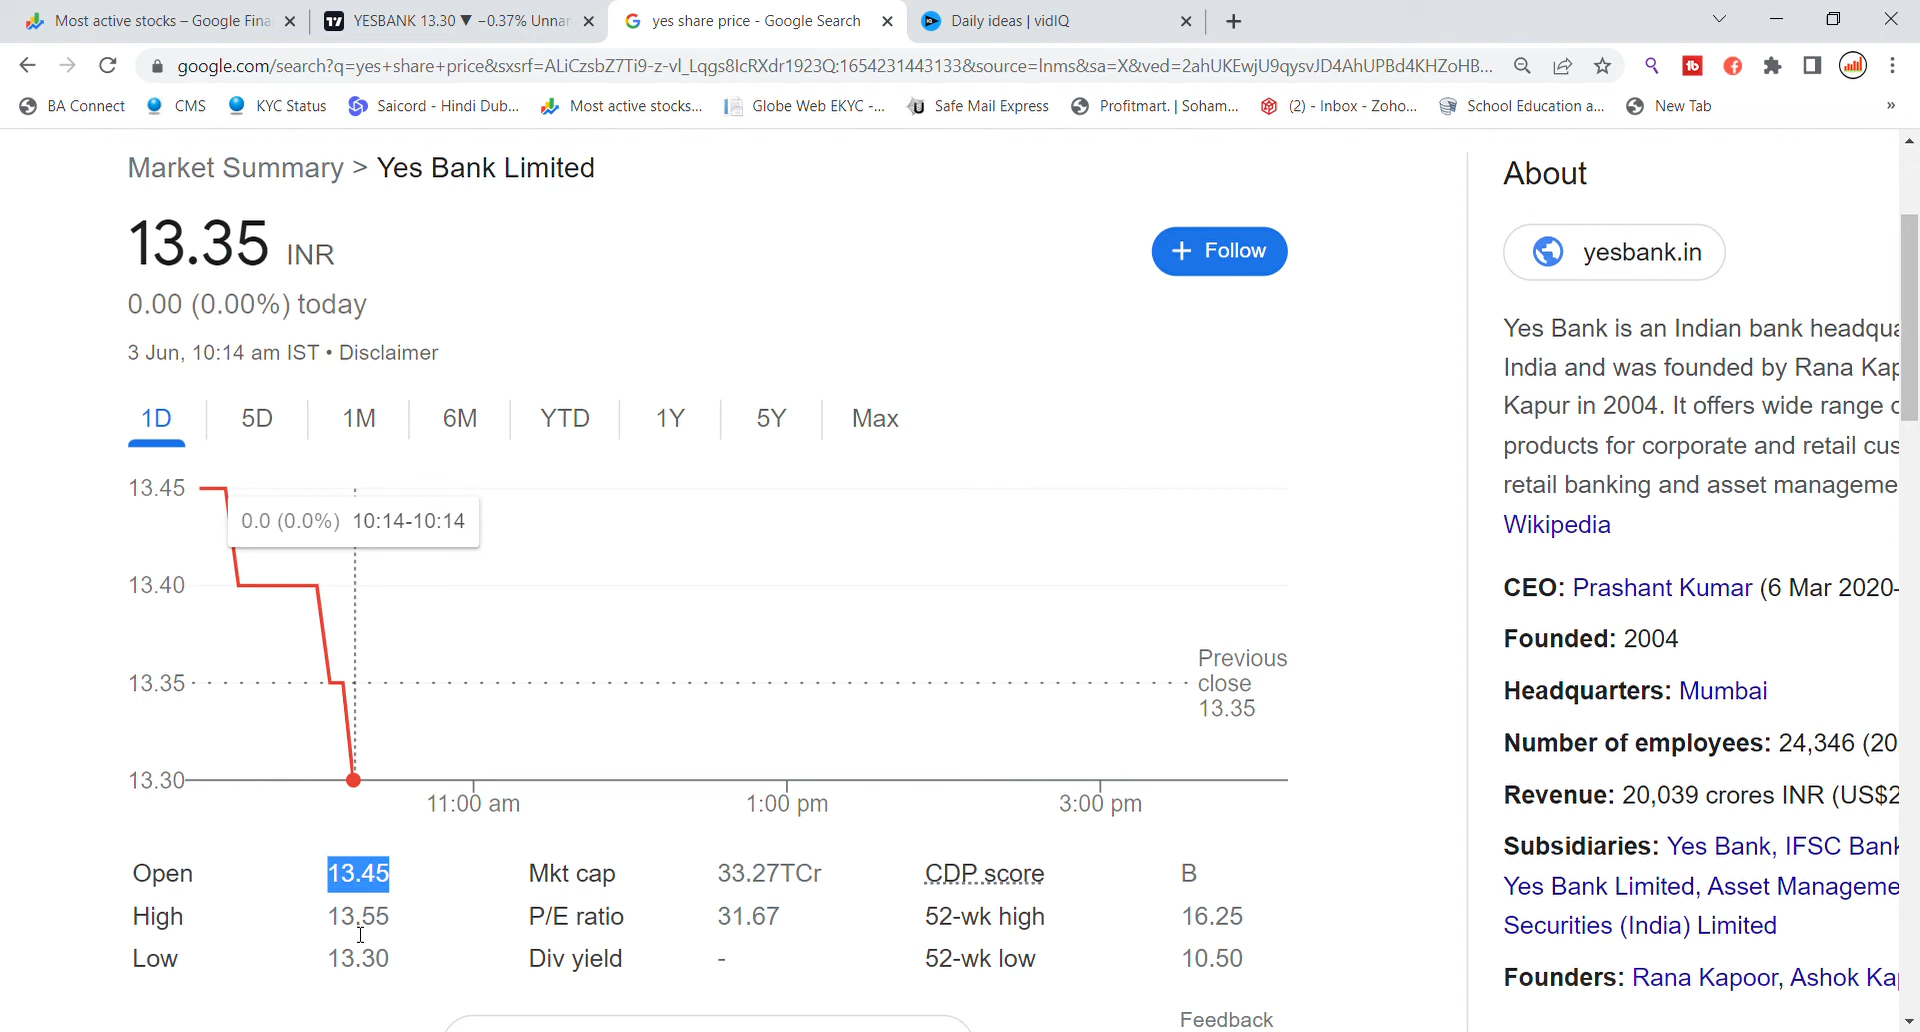 Most active stocks – Google Fina
YESBANK 13.30 ▼ −0.37% Unnar
yes share price - Google Search
Daily ideas | vidIQ
google.com/search?q=yes+share+price&sxsrf=ALiCzsbZ7Ti9-z-vl_Lqgs8IcRXdr1923Q:1654231443133&source=lnms&sa=X&ved=2ahUKEwjU9qysvJD4AhUPBd4KHZoHB...
BA Connect
CMS
KYC Status
Saicord - Hindi Dub...
Most active stocks...
Globe Web EKYC -...
Safe Mail Express
Profitmart. | Soham...
(2) - Inbox - Zoho...
School Education a...
New Tab
»
Market Summary > Yes Bank Limited
13.35 INR
+ Follow
0.00 (0.00%) today
3 Jun, 10:14 am IST • Disclaimer
1D 5D 1M 6M YTD 1Y 5Y Max
13.45
0.0 (0.0%) 10:14-10:14
13.40
13.35
Previous
close
13.35
13.30
11:00 am 1:00 pm 3:00 pm
Open 13.45 Mkt cap 33.27TCr CDP score B
High 13.55 P/E ratio 31.67 52-wk high 16.25
Low 13.30 Div yield - 52-wk low 10.50
Feedback
About
yesbank.in
Yes Bank is an Indian bank headqua
India and was founded by Rana Kap
Kapur in 2004. It offers wide range o
products for corporate and retail cus
retail banking and asset manageme
Wikipedia
CEO: Prashant Kumar (6 Mar 2020-
Founded: 2004
Headquarters: Mumbai
Number of employees: 24,346 (20
Revenue: 20,039 crores INR (US$2
Subsidiaries: Yes Bank, IFSC Bank
Yes Bank Limited, Asset Manageme
Securities (India) Limited
Founders: Rana Kapoor, Ashok Ka